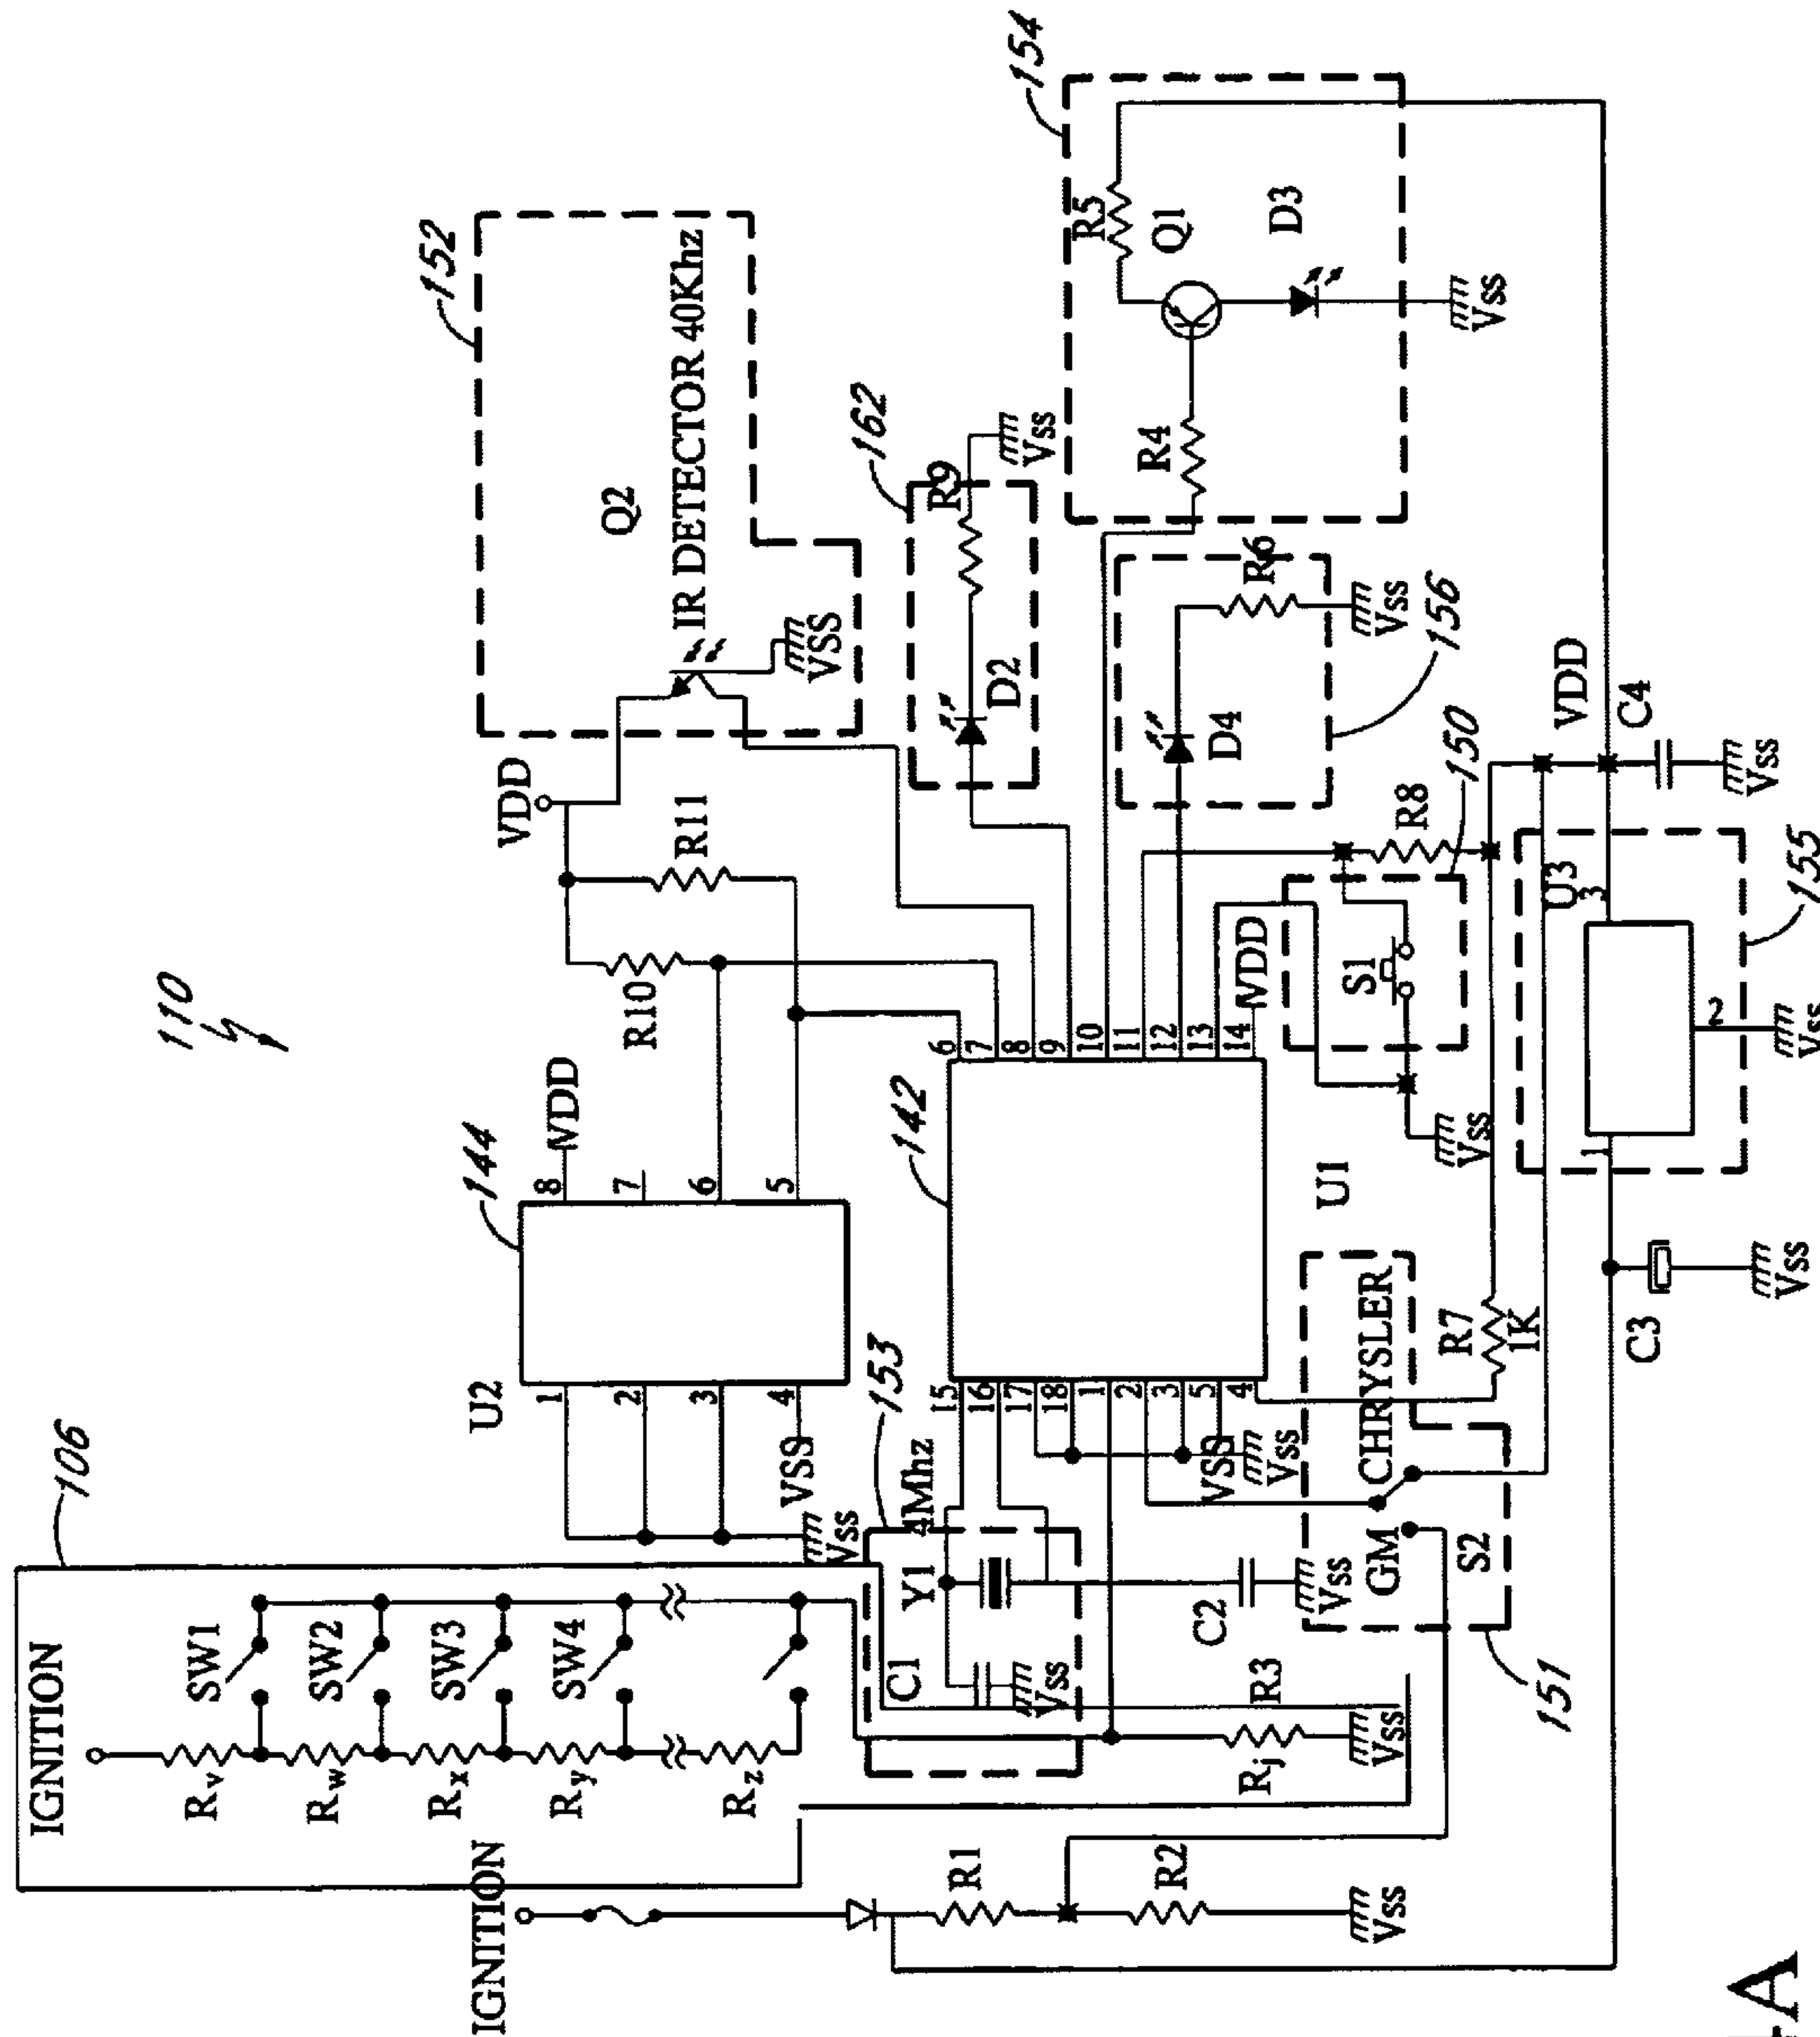 110
106
IGNITION
SW1
SW2
SW3
SW4
Rv
Rw
Rx
Ry
Rz
IGNITION
R1
R2
Vss
Rj
R3
Vss
144
U2
1
2
3
4
8
7
6
5
VDD
VSS
Vss
153
Y1
4Mhz
C1
Vss
C2
Vss
R10
R11
VDD
152
Q2
IR DETECTOR 40Khz
VSS
142
U1
15
16
17
18
1
2
3
5
4
6
7
8
9
10
11
12
13
14
VDD
VSS
Vss
162
R9
D2
Vss
154
R5
Q1
D3
R4
Vss
156
D4
R6
Vss
150
S1
R8
Vss
151
CHRYSLER
GM
S2
R7
1K
155
U3
1
2
3
Vss
C3
Vss
VDD
C4
Vss